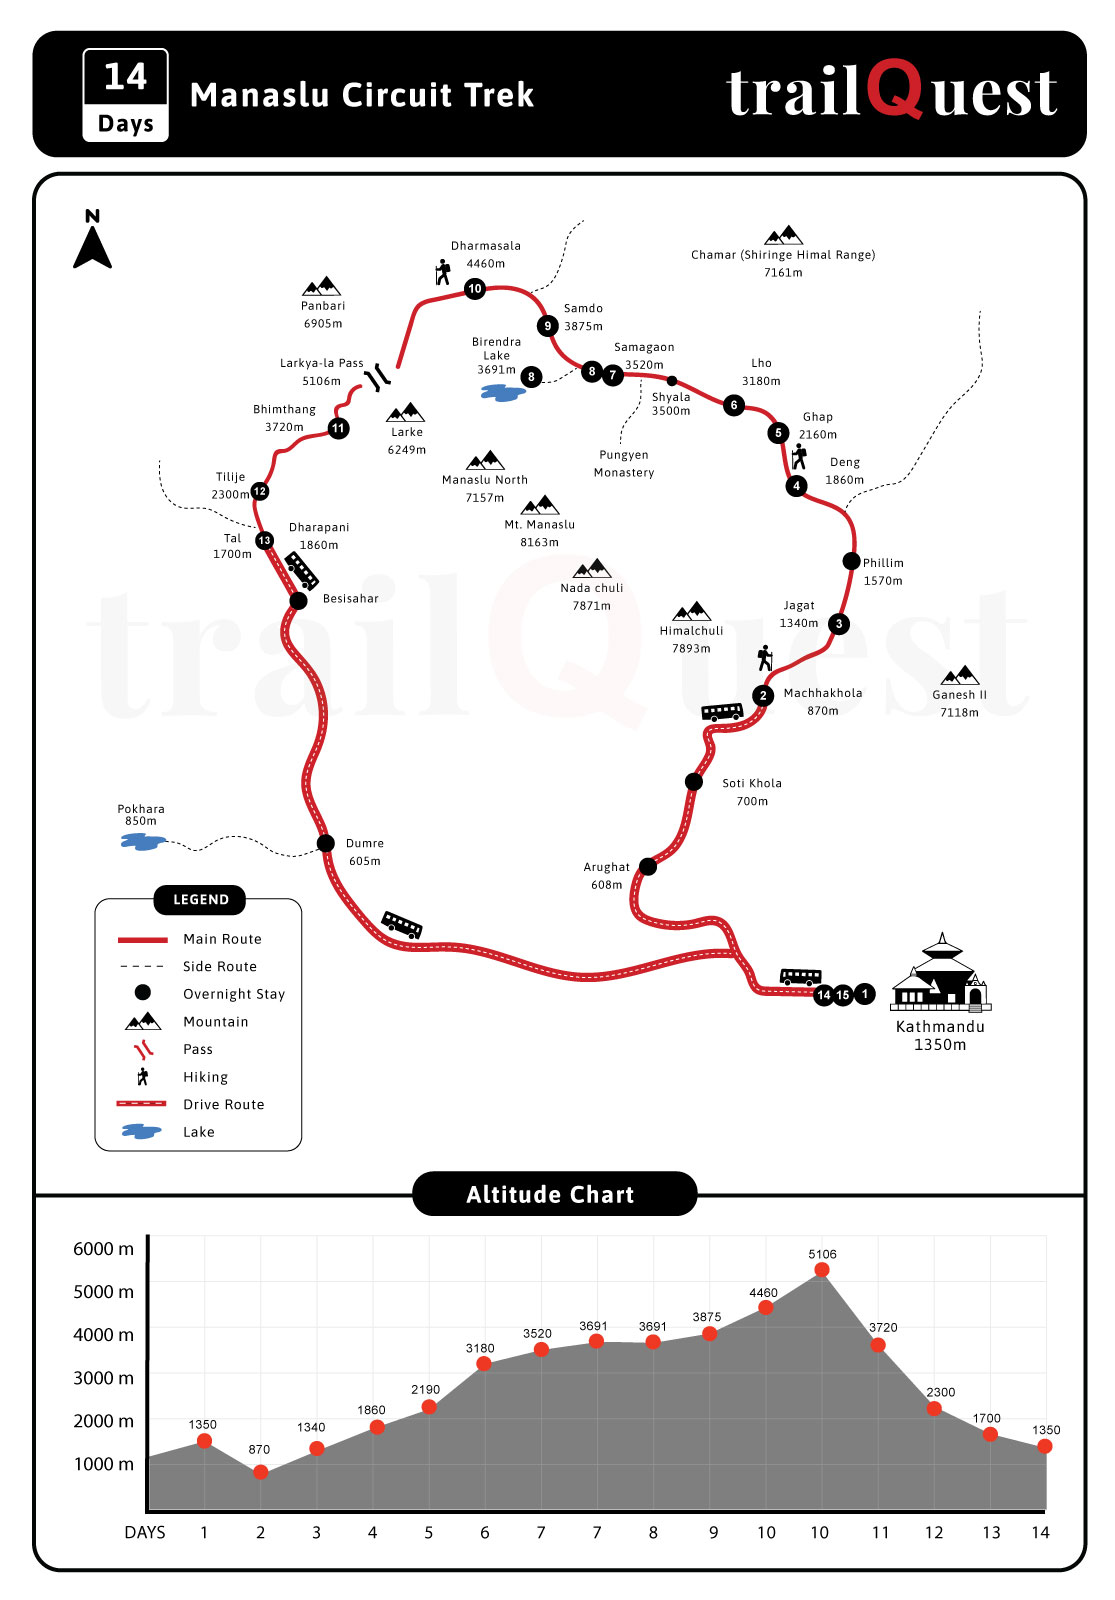 14
Days
Manaslu Circuit Trek
trailQuest
N
Dharmasala
4460m
Chamar (Shiringe Himal Range)
7161m
Panbari
6905m
10
Samdo
3875m
9
Birendra
Lake
3691m
8
8
7
Samagaon
3520m
Larkya-la Pass
5106m
Lho
3180m
Shyala
3500m
6
Bhimthang
3720m
11
Larke
6249m
Ghap
2160m
5
Pungyen
Monastery
Deng
1860m
4
Manaslu North
7157m
Tilije
2300m
12
Mt. Manaslu
8163m
Dharapani
1860m
Tal
1700m
13
Phillim
1570m
Nada chuli
7871m
Besisahar
trailQuest
Jagat
1340m
3
Himalchuli
7893m
Machhakhola
870m
2
Ganesh II
7118m
Soti Khola
700m
Pokhara
850m
Dumre
605m
Arughat
608m
14
15
1
Kathmandu
1350m
LEGEND
Main Route
Side Route
Overnight Stay
Mountain
Pass
Hiking
Drive Route
Lake
Altitude Chart
6000 m
5000 m
4000 m
3000 m
2000 m
1000 m
1350
870
1340
1860
2190
3180
3520
3691
3691
3875
4460
5106
3720
2300
1700
1350
DAYS 1 2 3 4 5 6 7 7 8 9 10 10 11 12 13 14